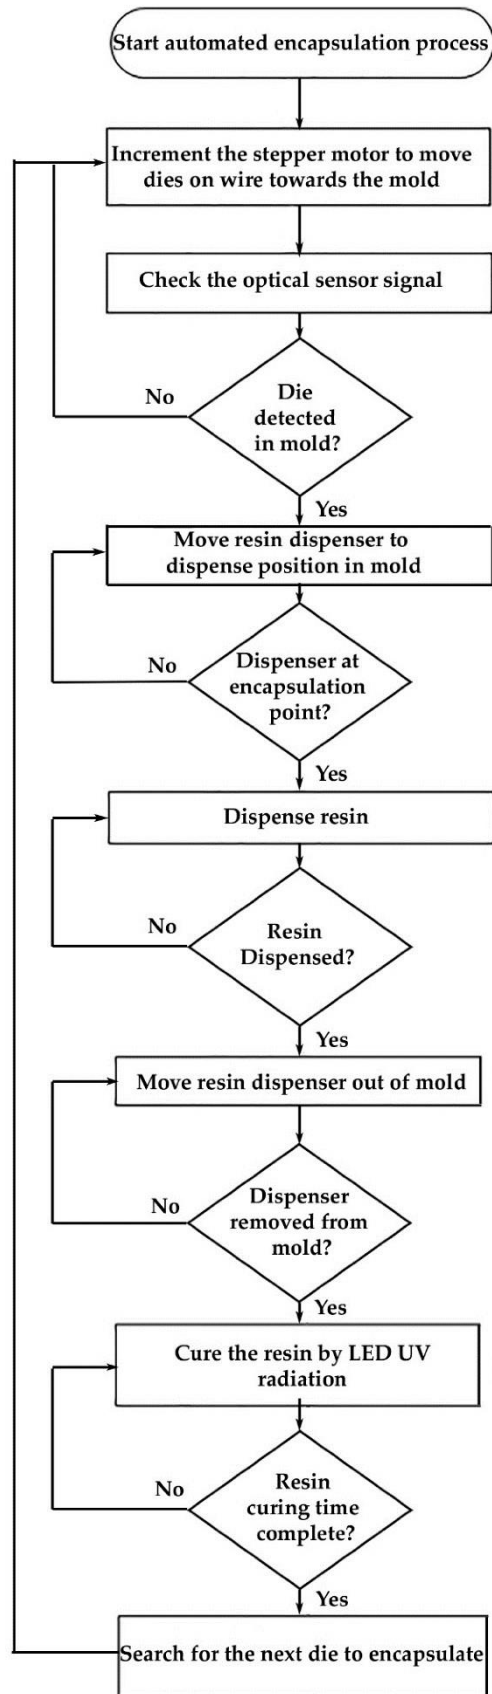 Start automated encapsulation process
Increment the stepper motor to move
dies on wire towards the mold
Check the optical sensor signal
No
Die
detected
in mold?
Yes
Move resin dispenser to
dispense position in mold
No
Dispenser at
encapsulation
point?
Yes
Dispense resin
No
Resin
Dispensed?
Yes
Move resin dispenser out of mold
No
Dispenser
removed from
mold?
Yes
Cure the resin by LED UV
radiation
No
Resin
curing time
complete?
Yes
Search for the next die to encapsulate